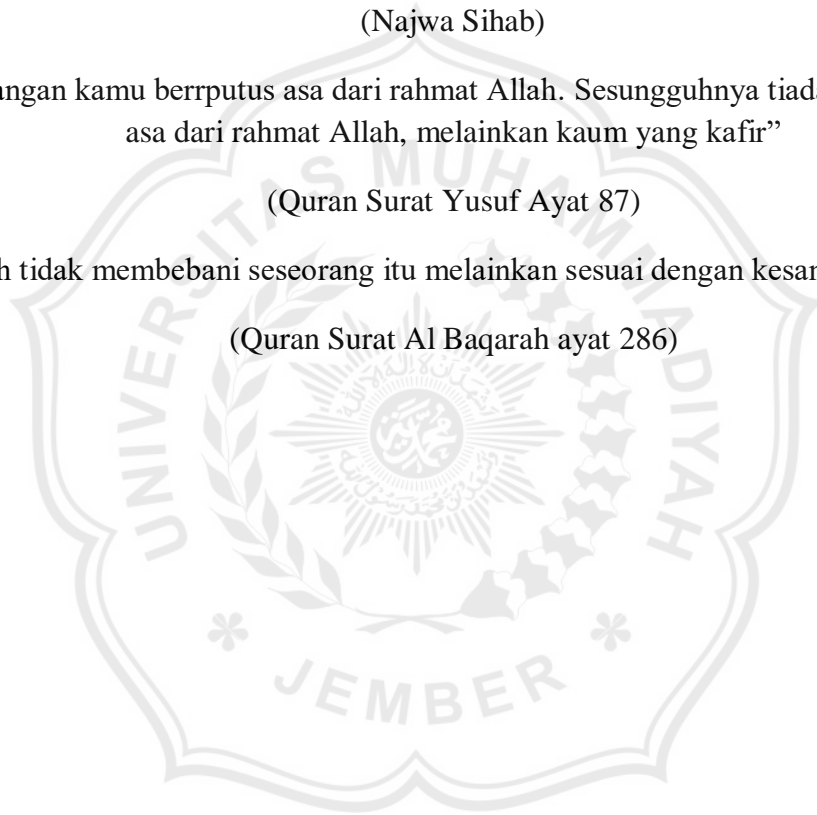 (Najwa Sihab)
angan kamu berrputus asa dari rahmat Allah. Sesungguhnya tiada
asa dari rahmat Allah, melainkan kaum yang kafir”
(Quran Surat Yusuf Ayat 87)
h tidak membebani seseorang itu melainkan sesuai dengan kesan
(Quran Surat Al Baqarah ayat 286)
UNIVERSITAS MUHAMMADIYAH
JEMBER